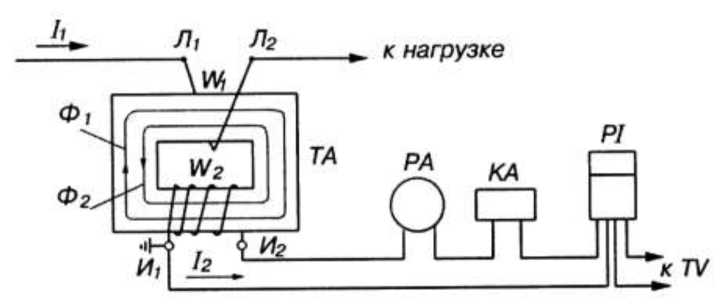 I₁
Л₁
Л₂
к нагрузке
W₁
Ф₁
TA
PA
KA
PI
W₂
Ф₂
И₁
I₂
И₂
к TV